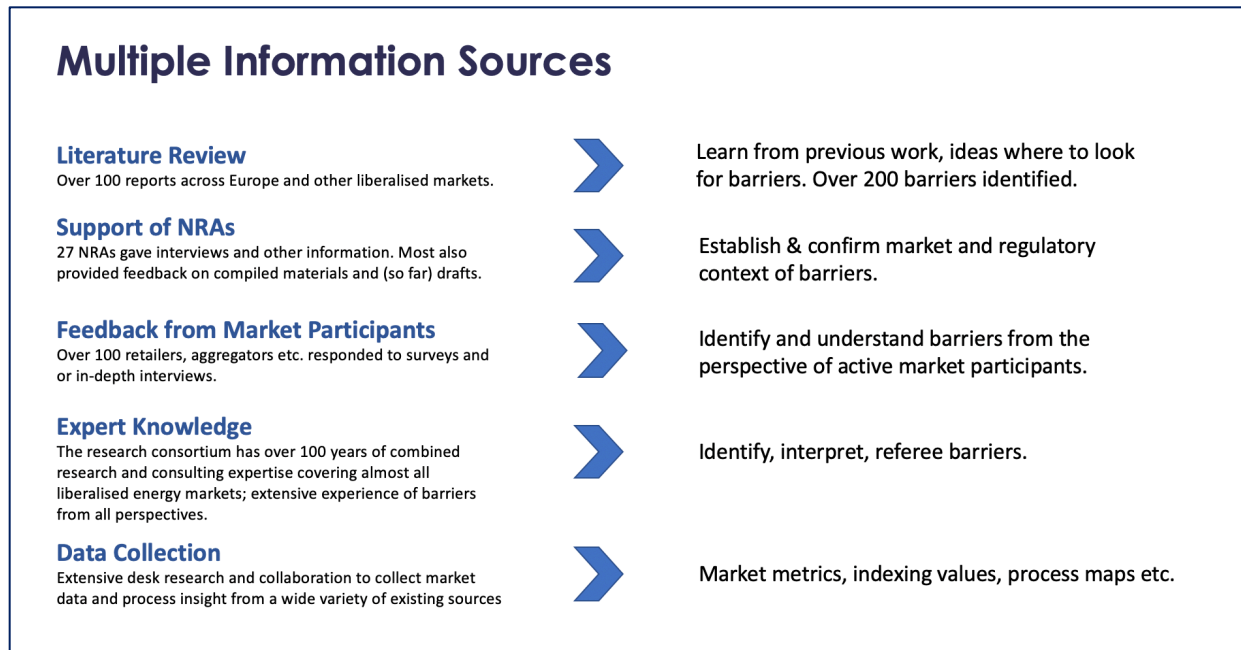 Multiple Information Sources
Literature Review
Over 100 reports across Europe and other liberalised markets.
Learn from previous work, ideas where to look
for barriers. Over 200 barriers identified.
Support of NRAs
27 NRAs gave interviews and other information. Most also
provided feedback on compiled materials and (so far) drafts.
Establish & confirm market and regulatory
context of barriers.
Feedback from Market Participants
Over 100 retailers, aggregators etc. responded to surveys and
or in-depth interviews.
Identify and understand barriers from the
perspective of active market participants.
Expert Knowledge
The research consortium has over 100 years of combined
research and consulting expertise covering almost all
liberalised energy markets; extensive experience of barriers
from all perspectives.
Identify, interpret, referee barriers.
Data Collection
Extensive desk research and collaboration to collect market
data and process insight from a wide variety of existing sources
Market metrics, indexing values, process maps etc.